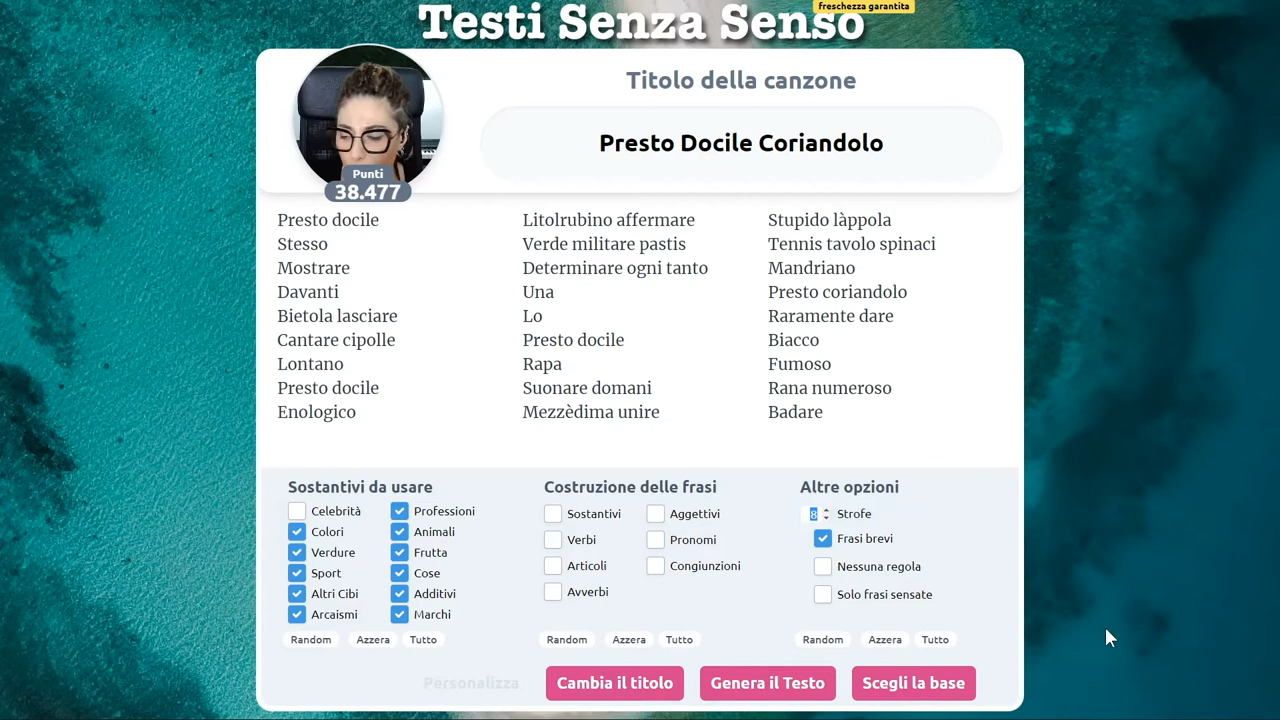 freschezza garantita
Testi Senza Senso
Titolo della canzone
Presto Docile Coriandolo
Punti
38.477
Presto docile
Stesso
Mostrare
Davanti
Bietola lasciare
Cantare cipolle
Lontano
Presto docile
Enologico
Litolrubino affermare
Verde militare pastis
Determinare ogni tanto
Una
Lo
Presto docile
Rapa
Suonare domani
Mezzèdima unire
Stupido làppola
Tennis tavolo spinaci
Mandriano
Presto coriandolo
Raramente dare
Biacco
Fumoso
Rana numeroso
Badare
Sostantivi da usare
Celebrità
Professioni
Colori
Animali
Verdure
Frutta
Sport
Cose
Altri Cibi
Additivi
Arcaismi
Marchi
Random
Azzera
Tutto
Costruzione delle frasi
Sostantivi
Aggettivi
Verbi
Pronomi
Articoli
Congiunzioni
Avverbi
Random
Azzera
Tutto
Altre opzioni
8 Strofe
Frasi brevi
Nessuna regola
Solo frasi sensate
Random
Azzera
Tutto
Personalizza
Cambia il titolo
Genera il Testo
Scegli la base